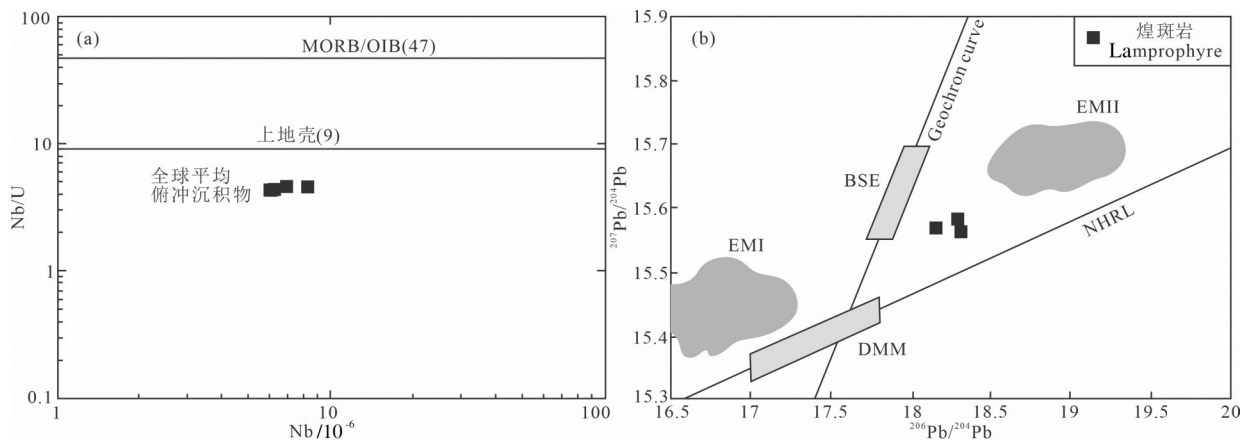 (a)
100
10
1
0.1
Nb/U
MORB/OIB(47)
上地壳(9)
全球平均
俯冲沉积物
1
10
100
Nb/10⁻⁶
(b)
15.9
15.8
15.7
15.6
15.5
15.4
15.3
²⁰⁷Pb/²⁰⁴Pb
煌斑岩
Lamprophyre
Geochron curve
EMII
BSE
NHRL
EMI
DMM
16.5
17
17.5
18
18.5
19
19.5
20
²⁰⁶Pb/²⁰⁴Pb